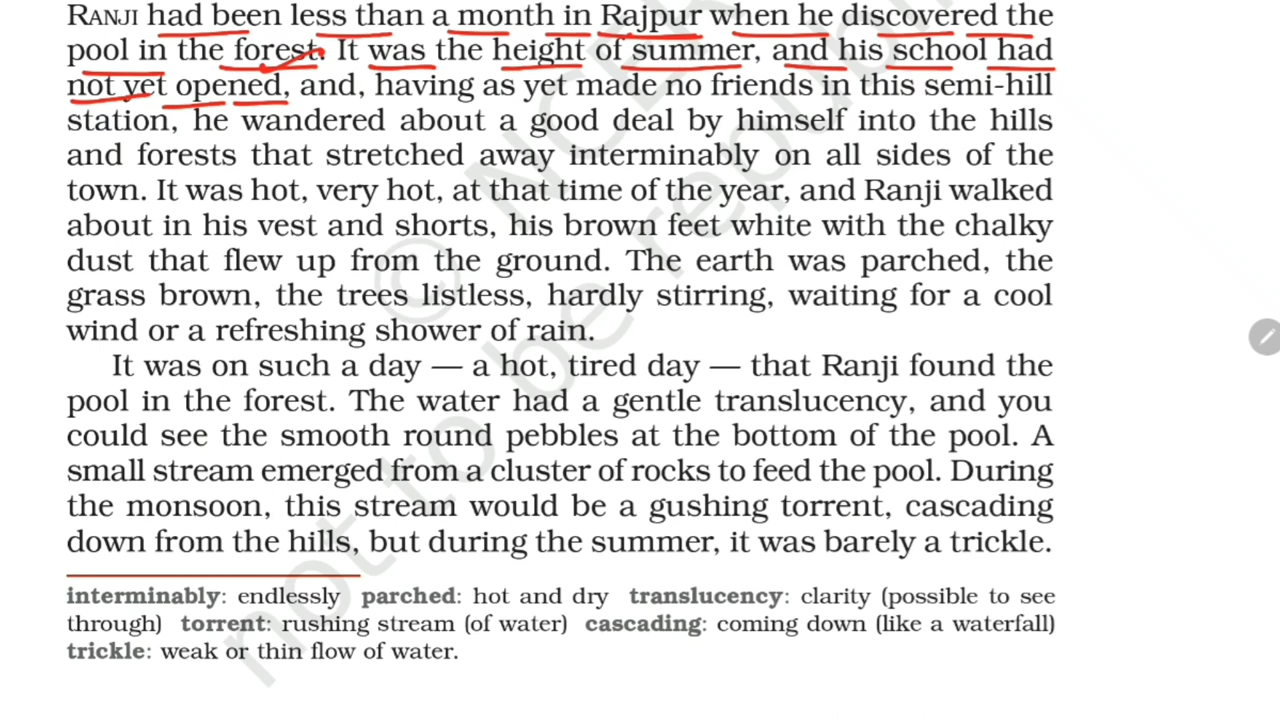 RANJI had been less than a month in Rajpur when he discovered the
pool in the forest. It was the height of summer, and his school had
not yet opened, and, having as yet made no friends in this semi-hill
station, he wandered about a good deal by himself into the hills
and forests that stretched away interminably on all sides of the
town. It was hot, very hot, at that time of the year, and Ranji walked
about in his vest and shorts, his brown feet white with the chalky
dust that flew up from the ground. The earth was parched, the
grass brown, the trees listless, hardly stirring, waiting for a cool
wind or a refreshing shower of rain.
It was on such a day — a hot, tired day — that Ranji found the
pool in the forest. The water had a gentle translucency, and you
could see the smooth round pebbles at the bottom of the pool. A
small stream emerged from a cluster of rocks to feed the pool. During
the monsoon, this stream would be a gushing torrent, cascading
down from the hills, but during the summer, it was barely a trickle.
interminably: endlessly parched: hot and dry translucency: clarity (possible to see
through) torrent: rushing stream (of water) cascading: coming down (like a waterfall)
trickle: weak or thin flow of water.
© NCER
not to be republi